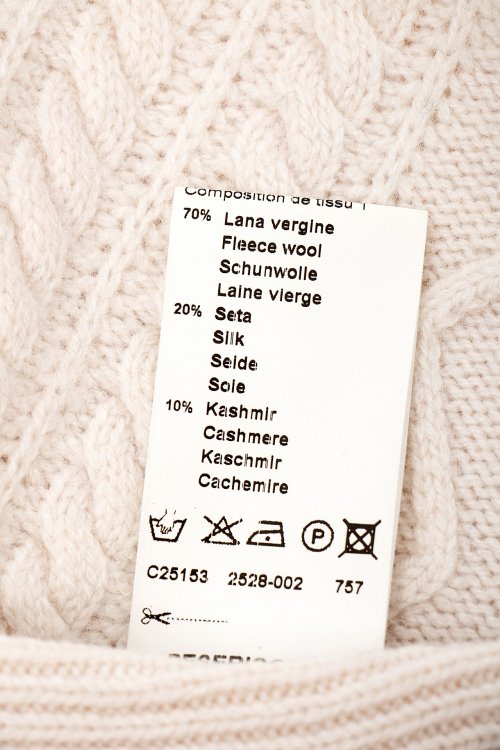 Composition de tissu
70% Lana vergine
Fleece wool
Schunwolle
Laine vierge
20% Seta
Silk
Seide
Soie
10% Kashmir
Cashmere
Kaschmir
Cachemire
P
C25153 2528-002 757